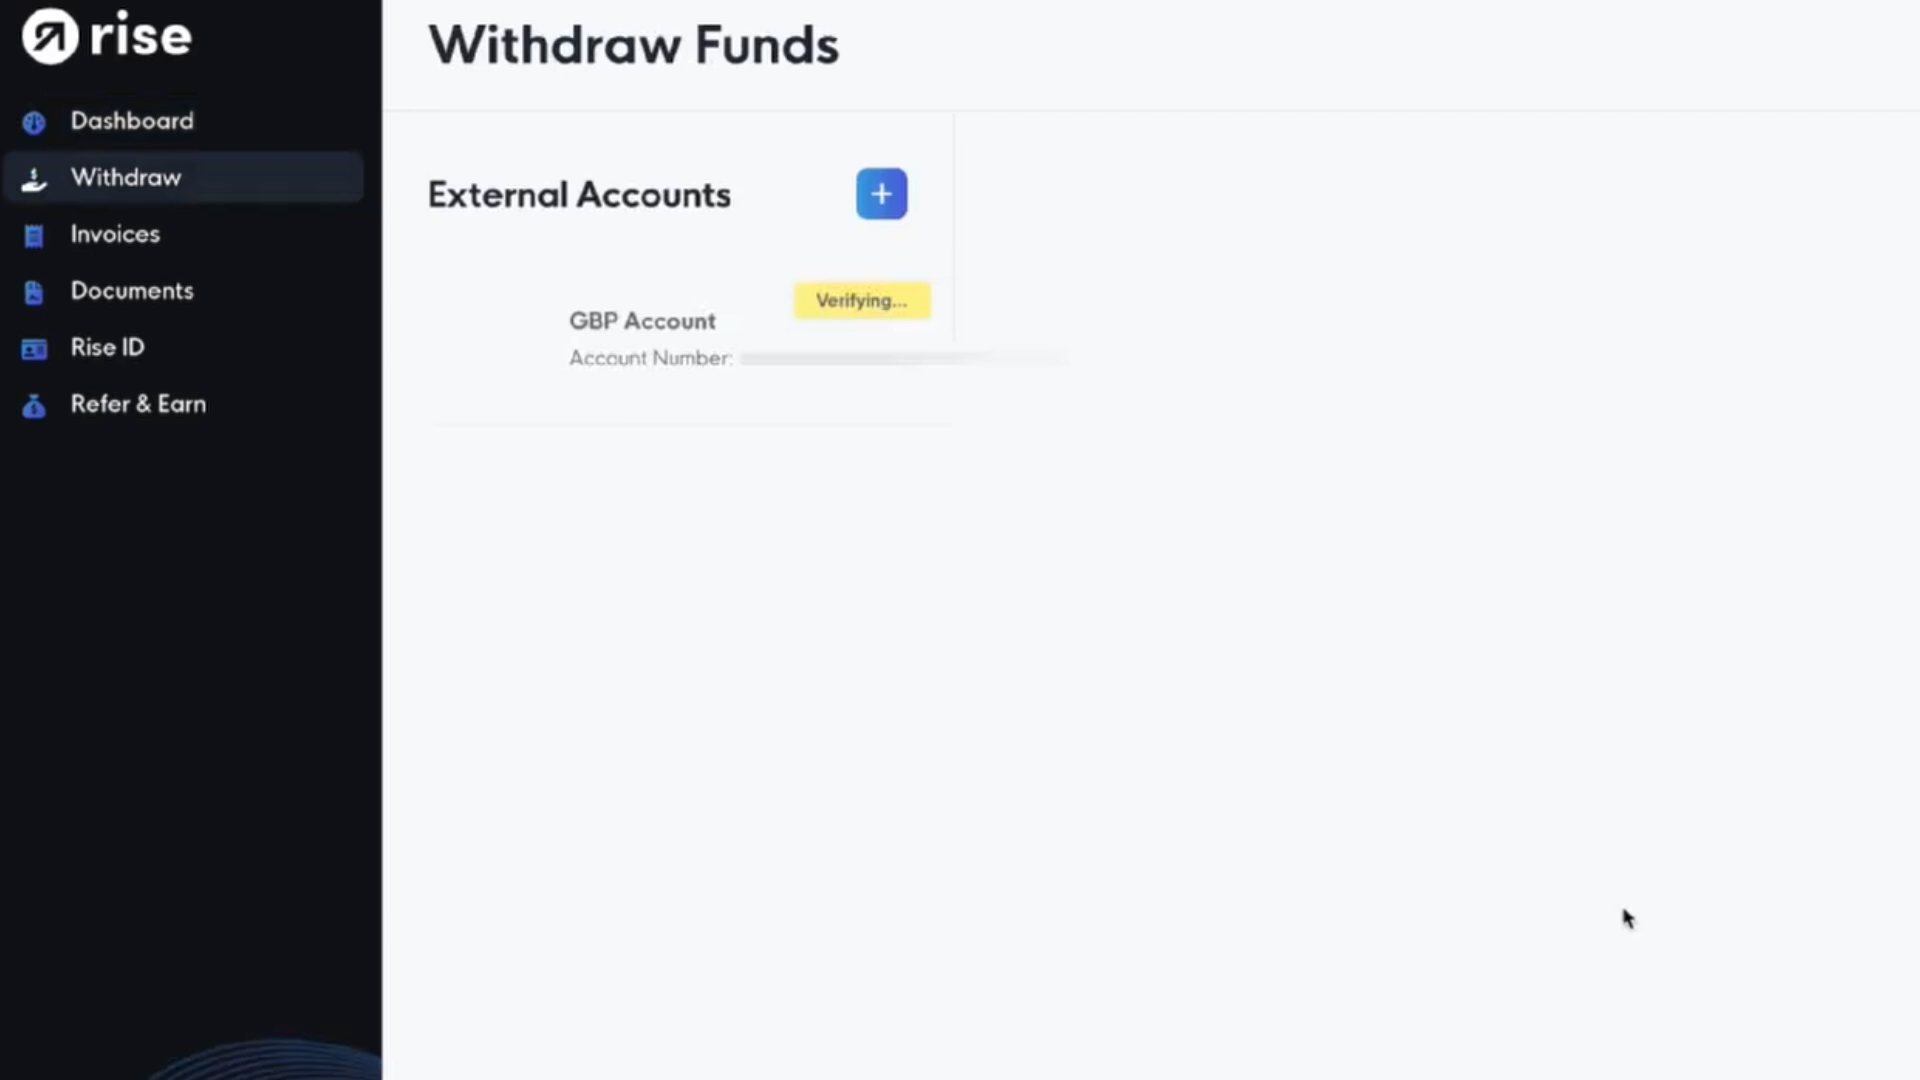 rise
Dashboard
Withdraw
Invoices
Documents
Rise ID
Refer & Earn
Withdraw Funds
External Accounts
Verifying...
GBP Account
Account Number: